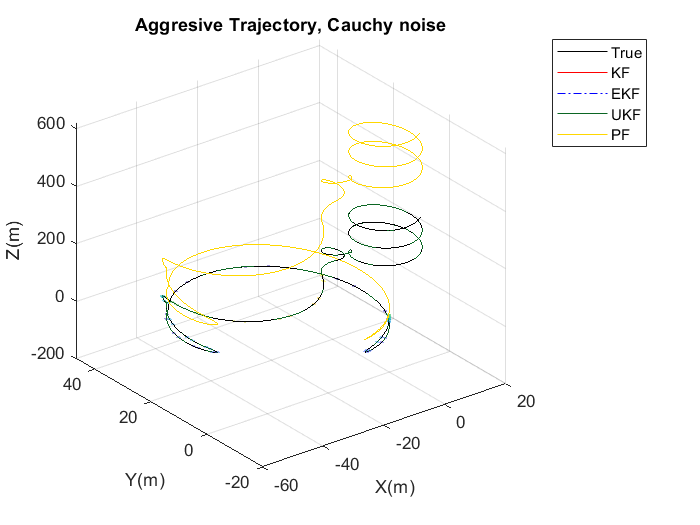 Aggresive Trajectory, Cauchy noise
True
KF
EKF
UKF
PF
600
400
200
0
-200
Z(m)
40
20
0
-20
Y(m)
-60
-40
-20
0
20
X(m)